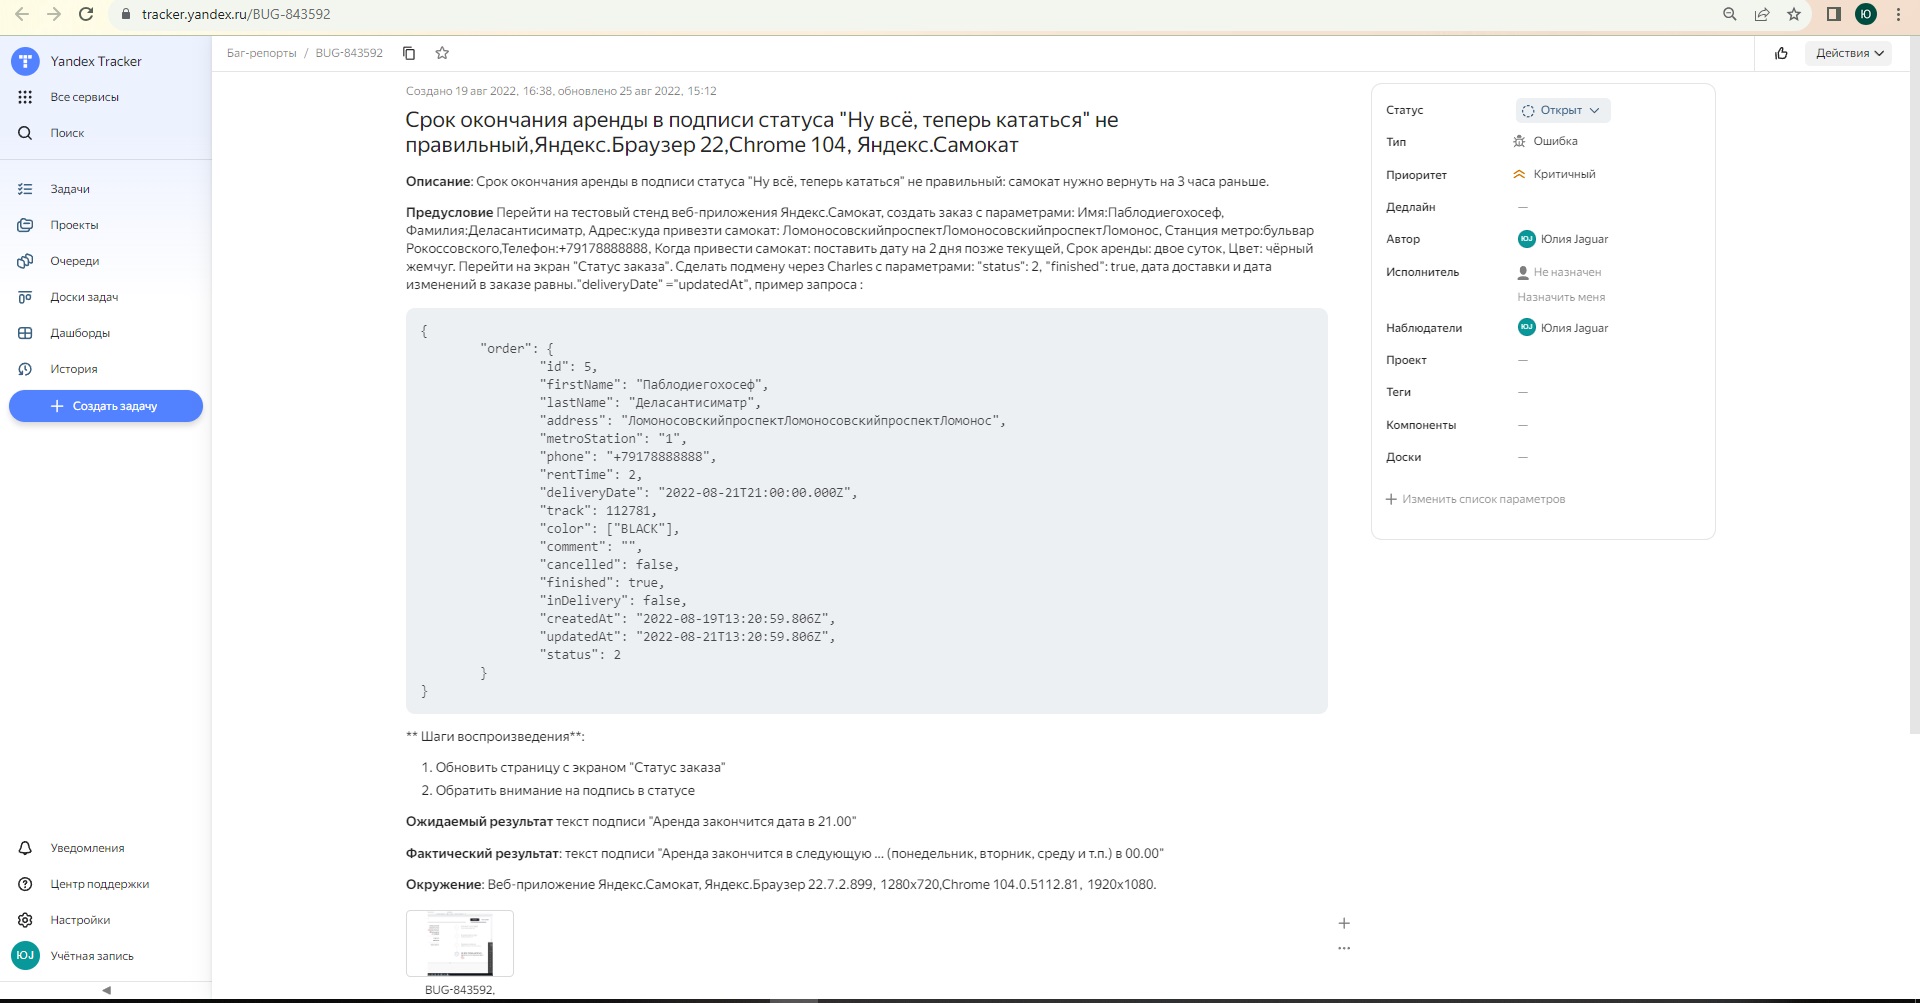 tracker.yandex.ru/BUG-843592
Ю
Yandex Tracker
Все сервисы
Поиск
Задачи
Проекты
Очереди
Доски задач
Дашборды
История
Создать задачу
Уведомления
Центр поддержки
Настройки
ЮJ Учётная запись
Баг-репорты / BUG-843592
Действия
Создано 19 авг 2022, 16:38, обновлено 25 авг 2022, 15:12
Срок окончания аренды в подписи статуса "Ну всё, теперь кататься" не
правильный,Яндекс.Браузер 22,Chrome 104, Яндекс.Самокат
Описание: Срок окончания аренды в подписи статуса "Ну всё, теперь кататься" не правильный: самокат нужно вернуть на 3 часа раньше.
Предусловие Перейти на тестовый стенд веб-приложения Яндекс.Самокат, создать заказ с параметрами: Имя:Паблодиегохосеф,
Фамилия:Деласантисиматр, Адрес:куда привезти самокат: ЛомоносовскийпроспектЛомоносовскийпроспектЛомонос, Станция метро:бульвар
Рокоссовского,Телефон:+79178888888, Когда привести самокат: поставить дату на 2 дня позже текущей, Срок аренды: двое суток, Цвет: чёрный
жемчуг. Перейти на экран "Статус заказа". Сделать подмену через Charles с параметрами: "status": 2, "finished": true, дата доставки и дата
изменений в заказе равны."deliveryDate" ="updatedAt", пример запроса :
{
"order": {
"id": 5,
"firstName": "Паблодиегохосеф",
"lastName": "Деласантисиматр",
"address": "ЛомоносовскийпроспектЛомоносовскийпроспектЛомонос",
"metroStation": "1",
"phone": "+79178888888",
"rentTime": 2,
"deliveryDate": "2022-08-21T21:00:00.000Z",
"track": 112781,
"color": ["BLACK"],
"comment": "",
"cancelled": false,
"finished": true,
"inDelivery": false,
"createdAt": "2022-08-19T13:20:59.806Z",
"updatedAt": "2022-08-21T13:20:59.806Z",
"status": 2
}
}
** Шаги воспроизведения**:
1. Обновить страницу с экраном "Статус заказа"
2. Обратить внимание на подпись в статусе
Ожидаемый результат текст подписи "Аренда закончится дата в 21.00"
Фактический результат: текст подписи "Аренда закончится в следующую ... (понедельник, вторник, среду и т.п.) в 00.00"
Окружение: Веб-приложение Яндекс.Самокат, Яндекс.Браузер 22.7.2.899, 1280x720,Chrome 104.0.5112.81, 1920x1080.
BUG-843592,
Статус Открыт
Тип Ошибка
Приоритет Критичный
Дедлайн —
Автор ЮJ Юлия Jaguar
Исполнитель Не назначен
Назначить меня
Наблюдатели ЮJ Юлия Jaguar
Проект —
Теги —
Компоненты —
Доски —
Изменить список параметров